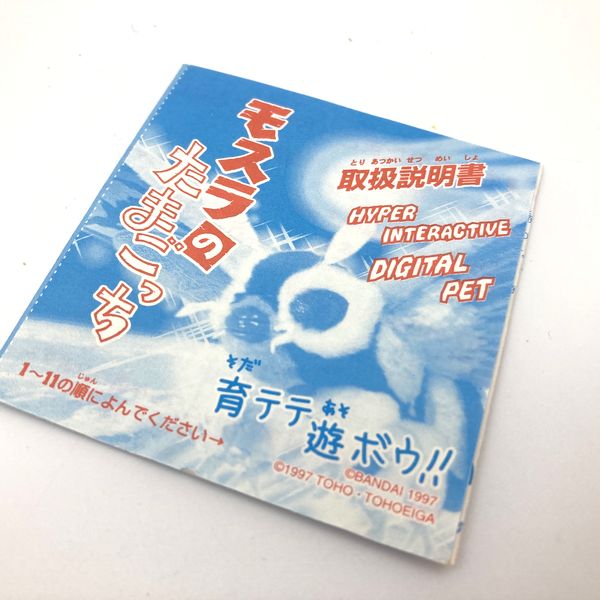 モスラの
たまごっち
とりあつかいせつめいしょ
取扱説明書
HYPER
INTERACTIVE
DIGITAL
PET
そだ
育テテ
あそ
遊ボウ!!
じゅん
1〜11の順によんでください→
©BANDAI 1997
©1997 TOHO・TOHOEIGA